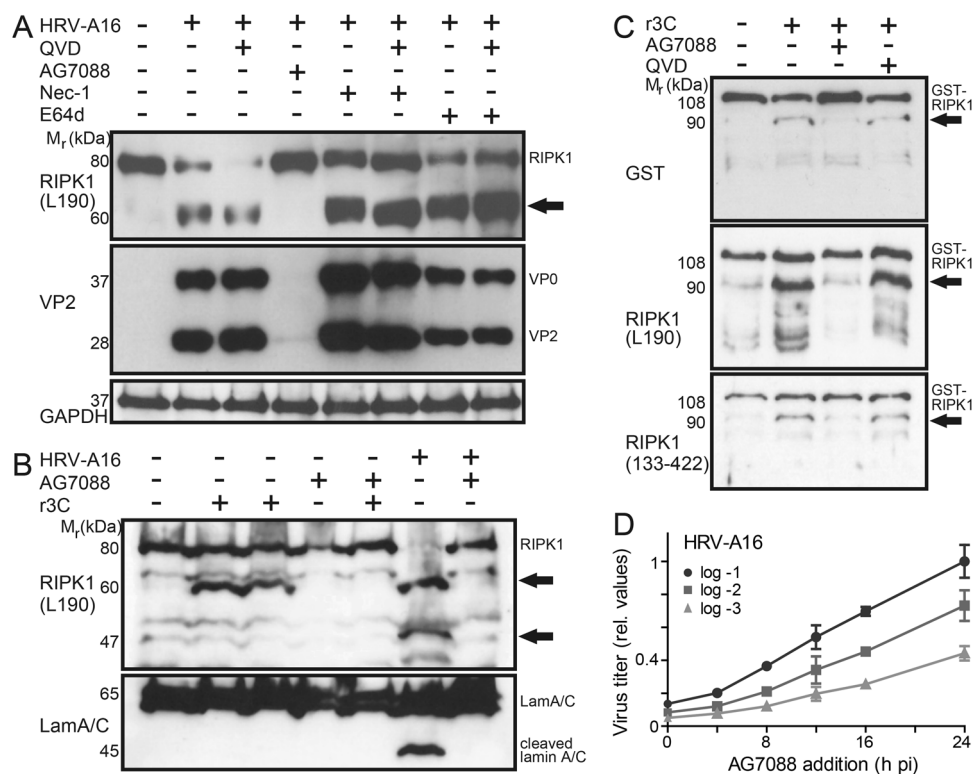 A
HRV-A16 - + + + + + + +
QVD - - + - - + - +
AG7088 - - - + - - - -
Nec-1 - - - - + + - -
E64d - - - - - - + +
Mr (kDa)
80
RIPK1
(L190)
60
RIPK1
37
VP2
28
VP0
VP2
37
GAPDH
B
HRV-A16 - - - - - + +
AG7088 - - - + + - +
r3C - + + - + - -
Mr (kDa)
80
RIPK1
(L190)
60
47
RIPK1
65
LamA/C
45
LamA/C
cleaved
lamin A/C
C
r3C - + + +
AG7088 - - + -
QVD - - - +
Mr (kDa)
108
90
GST
GST-
RIPK1
108
90
RIPK1
(L190)
GST-
RIPK1
108
90
RIPK1
(133-422)
GST-
RIPK1
D
HRV-A16
log -1
log -2
log -3
Virus titer (rel. values)
1
0.4
0
0 8 16 24
AG7088 addition (h pi)